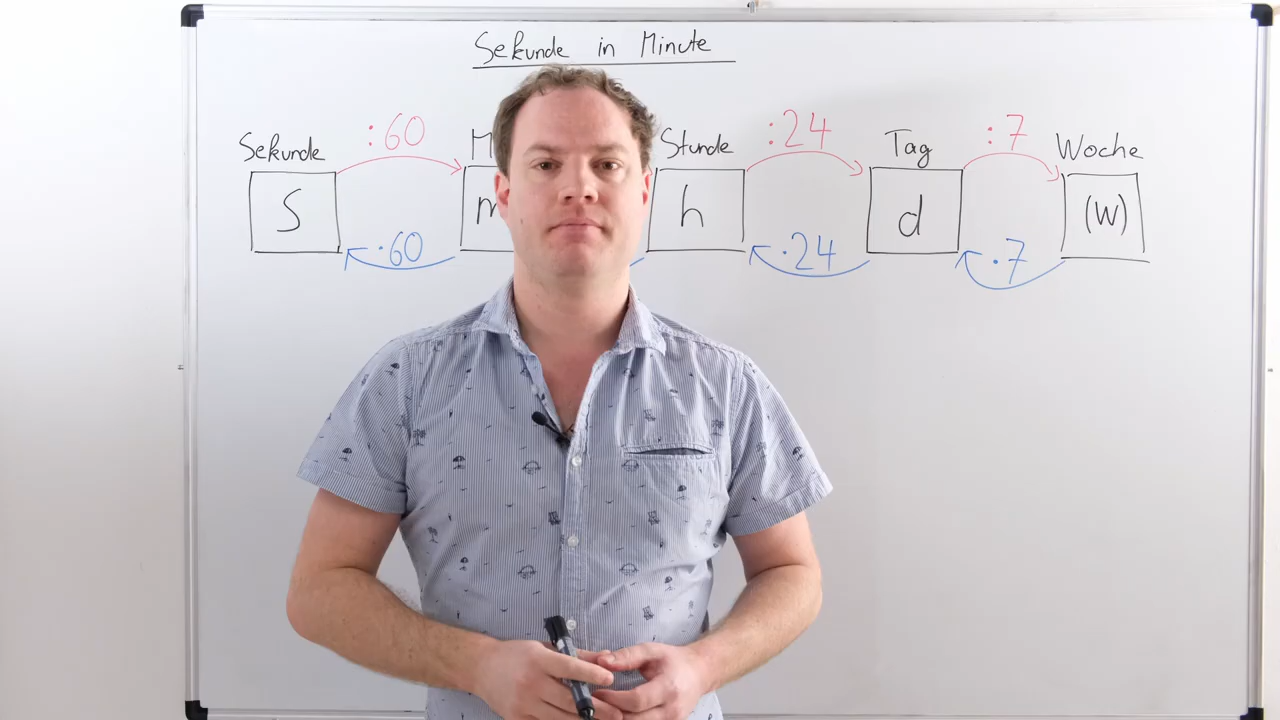 Sekunde in Minute
:60 :24 :7
Sekunde Stunde Tag Woche
s h d (W)
·60 ·24 ·7